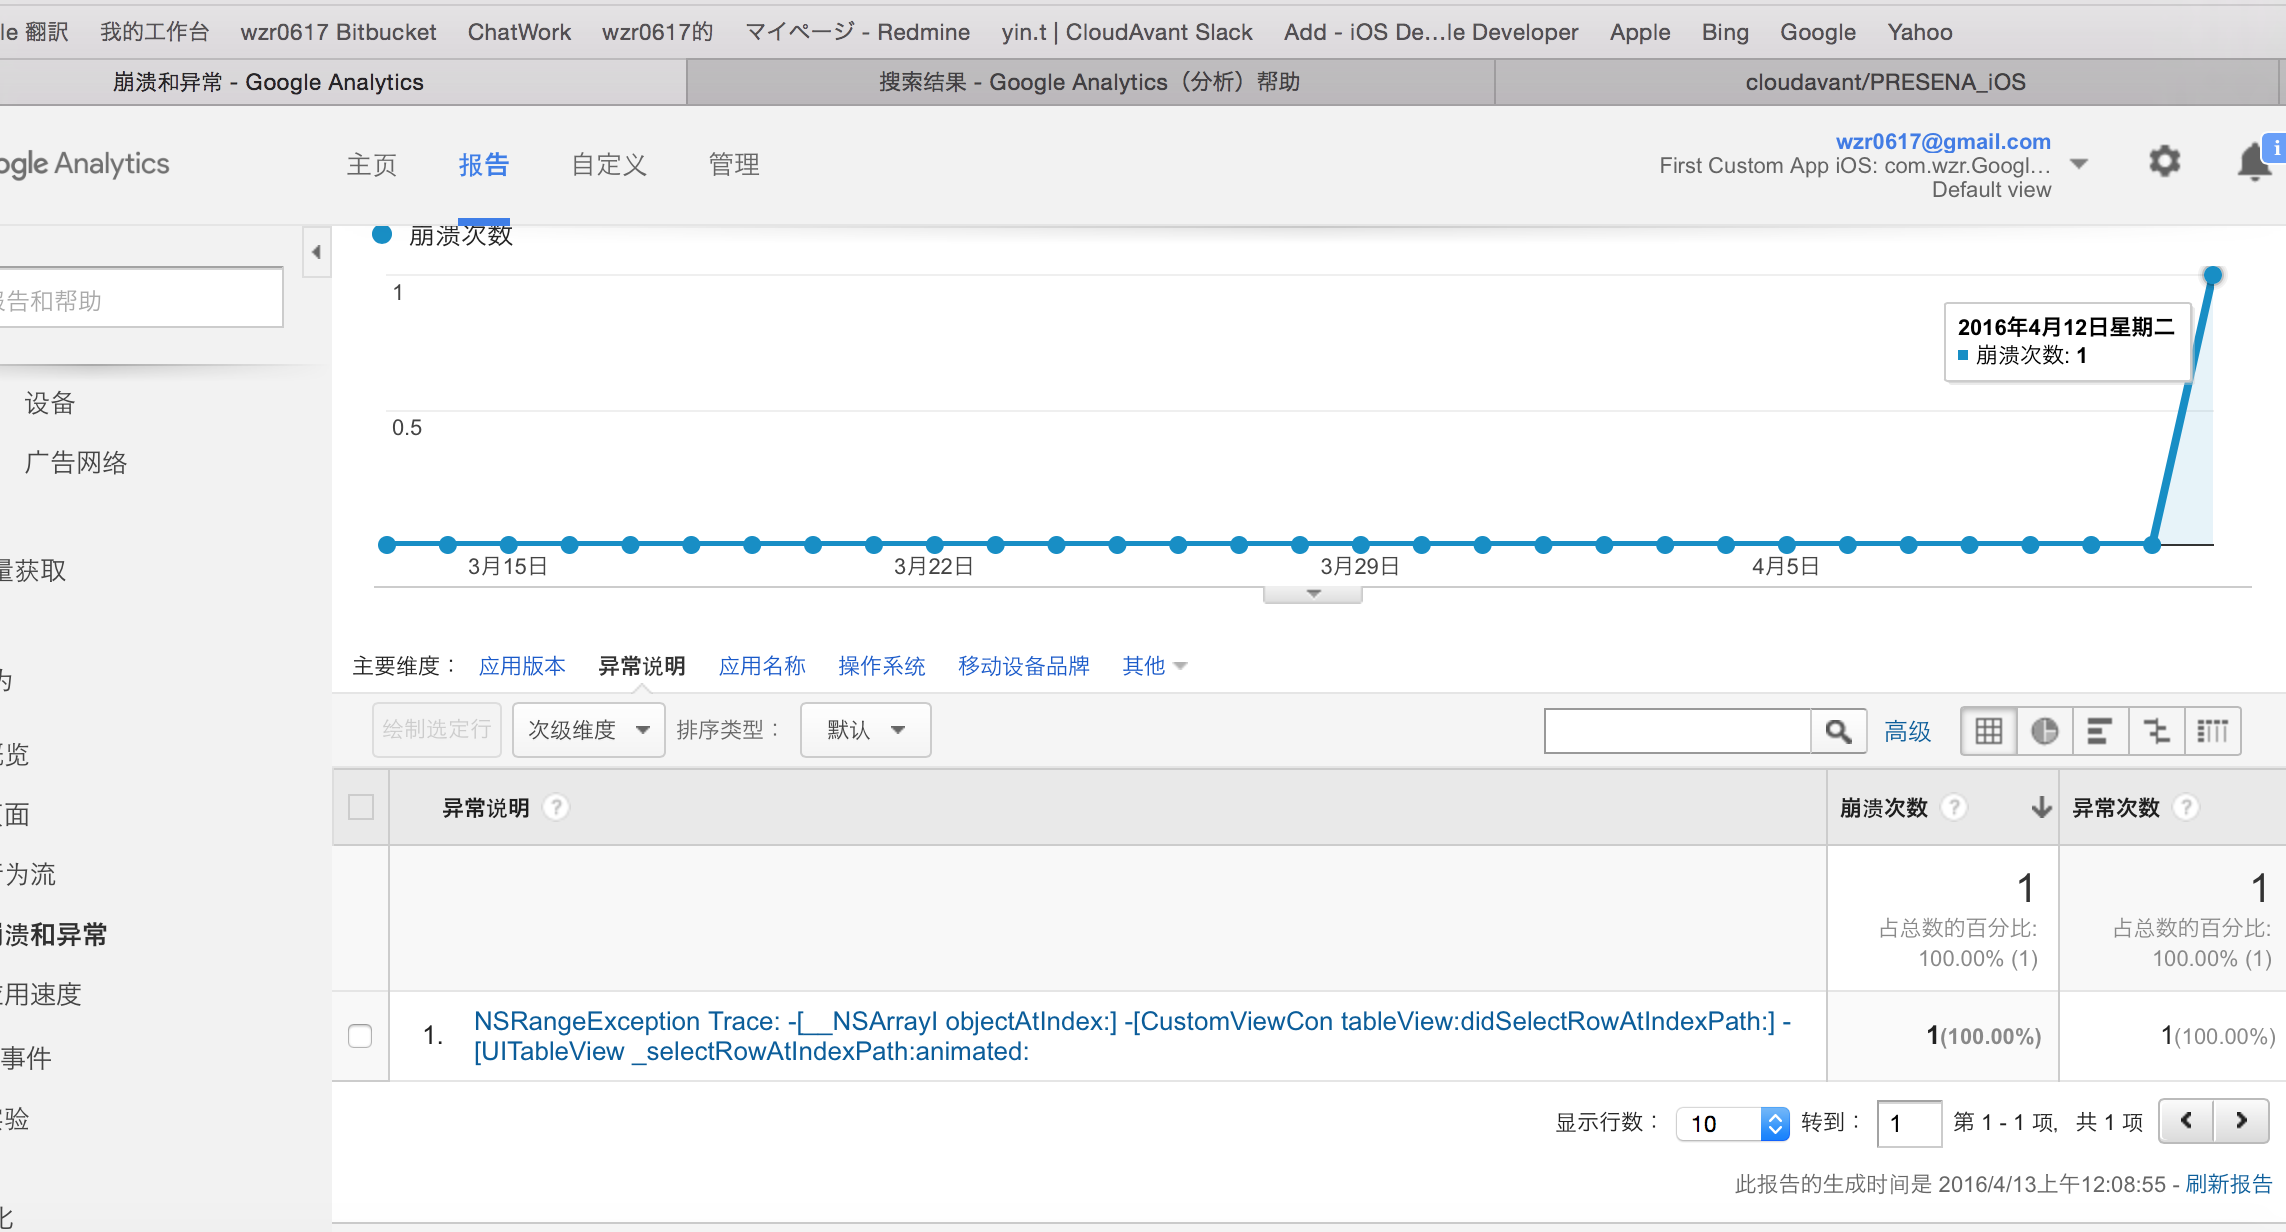 le 翻訳 我的工作台 wzr0617 Bitbucket ChatWork wzr0617的 マイページ - Redmine yin.t | CloudAvant Slack Add - iOS De...le Developer Apple Bing Google Yahoo
崩溃和异常 - Google Analytics 搜索结果 - Google Analytics（分析）帮助 cloudavant/PRESENA_iOS
ogle Analytics 主页 报告 自定义 管理
wzr0617@gmail.com
First Custom App iOS: com.wzr.Googl...
Default view
崩溃次数
报告和帮助
1
2016年4月12日星期二
崩溃次数: 1
0.5
3月15日 3月22日 3月29日 4月5日
设备
广告网络
量获取
为
概览
页面
行为流
崩溃和异常
应用速度
事件
实验
化
主要维度： 应用版本 异常说明 应用名称 操作系统 移动设备品牌 其他
绘制选定行 次级维度 排序类型： 默认 高级
异常说明 ? 崩溃次数 ? 异常次数 ?
1 1
占总数的百分比: 占总数的百分比:
100.00% (1) 100.00% (1)
1. NSRangeException Trace: -[__NSArrayI objectAtIndex:] -[CustomViewCon tableView:didSelectRowAtIndexPath:] -
[UITableView _selectRowAtIndexPath:animated:
1(100.00%) 1(100.00%)
显示行数： 10 转到： 1 第 1 - 1 项, 共 1 项
此报告的生成时间是 2016/4/13上午12:08:55 - 刷新报告